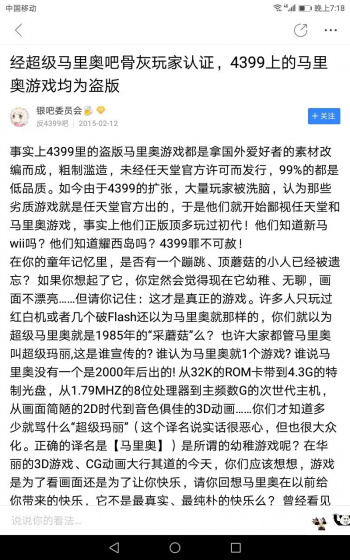 中国移动
4G
晚上7:18
经超级马里奥吧骨灰玩家认证，4399上的马里
奥游戏均为盗版
银吧委员会
反4399吧 2015-02-12
+关注
事实上4399里的盗版马里奥游戏都是拿国外爱好者的素材改
编而成，粗制滥造，未经任天堂官方许可而发行，99%的都是
低品质。如今由于4399的扩张，大量玩家被洗脑，认为那些
劣质游戏就是任天堂官方出的，于是他们就开始鄙视任天堂和
马里奥游戏，事实上他们正版顶多玩过初代！他们知道新马
wii吗？他们知道耀西岛吗？4399罪不可赦！
在你的童年记忆里，是否有一个蹦跳、顶蘑菇的小人已经被遗
忘？ 如果你想起了它，你定然会觉得现在它幼稚、无聊，画
面不漂亮……但请你记住：这才是真正的游戏。许多人只玩过
红白机或者几个破Flash还以为马里奥就那样的，你们就以为
超级马里奥就是1985年的“采蘑菇”么？ 也许大家都管马里奥
叫超级玛丽,这是谁宣传的? 谁认为马里奥就1个游戏? 谁说马
里奥没有一个是2000年后出的! 从32K的ROM卡带到4.3G的特
制光盘，从1.79MHZ的8位处理器到主频数G的次世代主机，
从画面简陋的2D时代到音色俱佳的3D动画……你们才知道多
少就骂什么“超级玛丽”（这个译名说实话很恶心，但也很大众
化。正确的译名是【马里奥】）是所谓的幼稚游戏呢？在华
丽的3D游戏、CG动画大行其道的今天，你们应该想想，游戏
是为了看画面还是为了让你快乐，请你回想马里奥在以前给
你带来的快乐，它不是最真实、最纯朴的快乐么？ 曾经看见
说说你的看法...